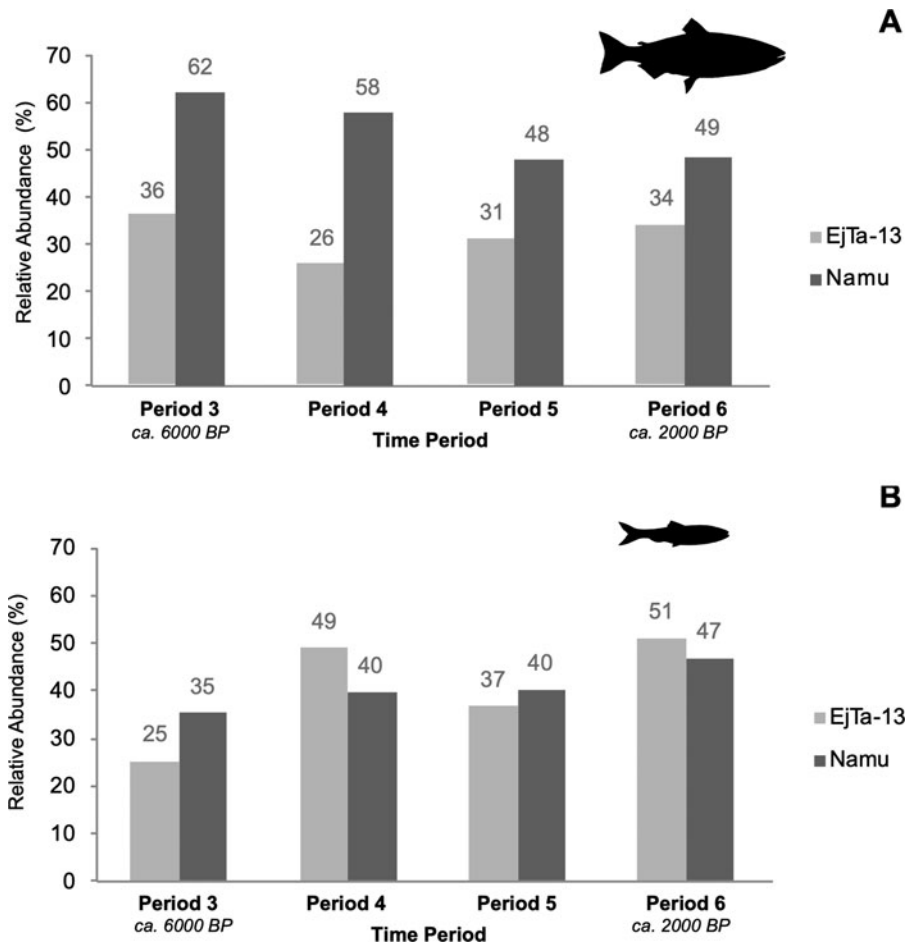 A
70
60
50
40
30
20
10
0
Relative Abundance (%)
36
62
26
58
31
48
34
49
EjTa-13
Namu
Period 3
Period 4
Period 5
Period 6
ca. 6000 BP
ca. 2000 BP
Time Period
B
70
60
50
40
30
20
10
0
Relative Abundance (%)
25
35
49
40
37
40
51
47
EjTa-13
Namu
Period 3
Period 4
Period 5
Period 6
ca. 6000 BP
ca. 2000 BP
Time Period